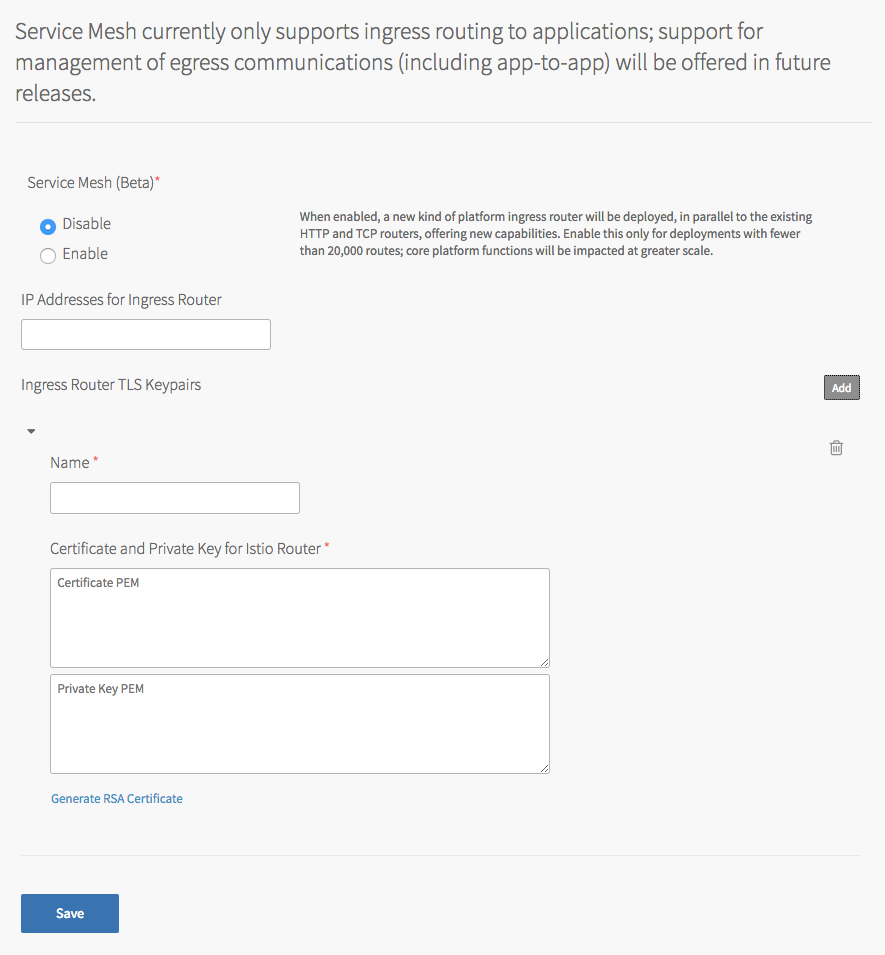 Service Mesh currently only supports ingress routing to applications; support for
management of egress communications (including app-to-app) will be offered in future
releases.
Service Mesh (Beta)*
Disable
When enabled, a new kind of platform ingress router will be deployed, in parallel to the existing
HTTP and TCP routers, offering new capabilities. Enable this only for deployments with fewer
than 20,000 routes; core platform functions will be impacted at greater scale.
Enable
IP Addresses for Ingress Router
Ingress Router TLS Keypairs
Add
Name *
Certificate and Private Key for Istio Router *
Certificate PEM
Private Key PEM
Generate RSA Certificate
Save